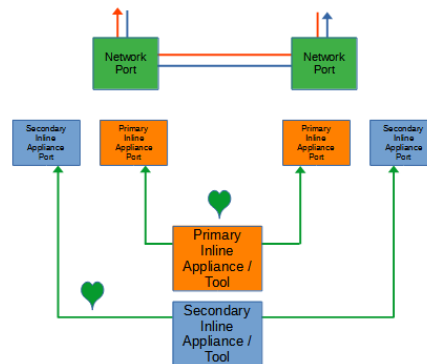 Network
Port
Network
Port
Secondary
Inline
Appliance
Port
Primary
Inline
Appliance
Port
Primary
Inline
Appliance
Port
Secondary
Inline
Appliance
Port
Primary
Inline
Appliance /
Tool
Secondary
Inline
Appliance /
Tool